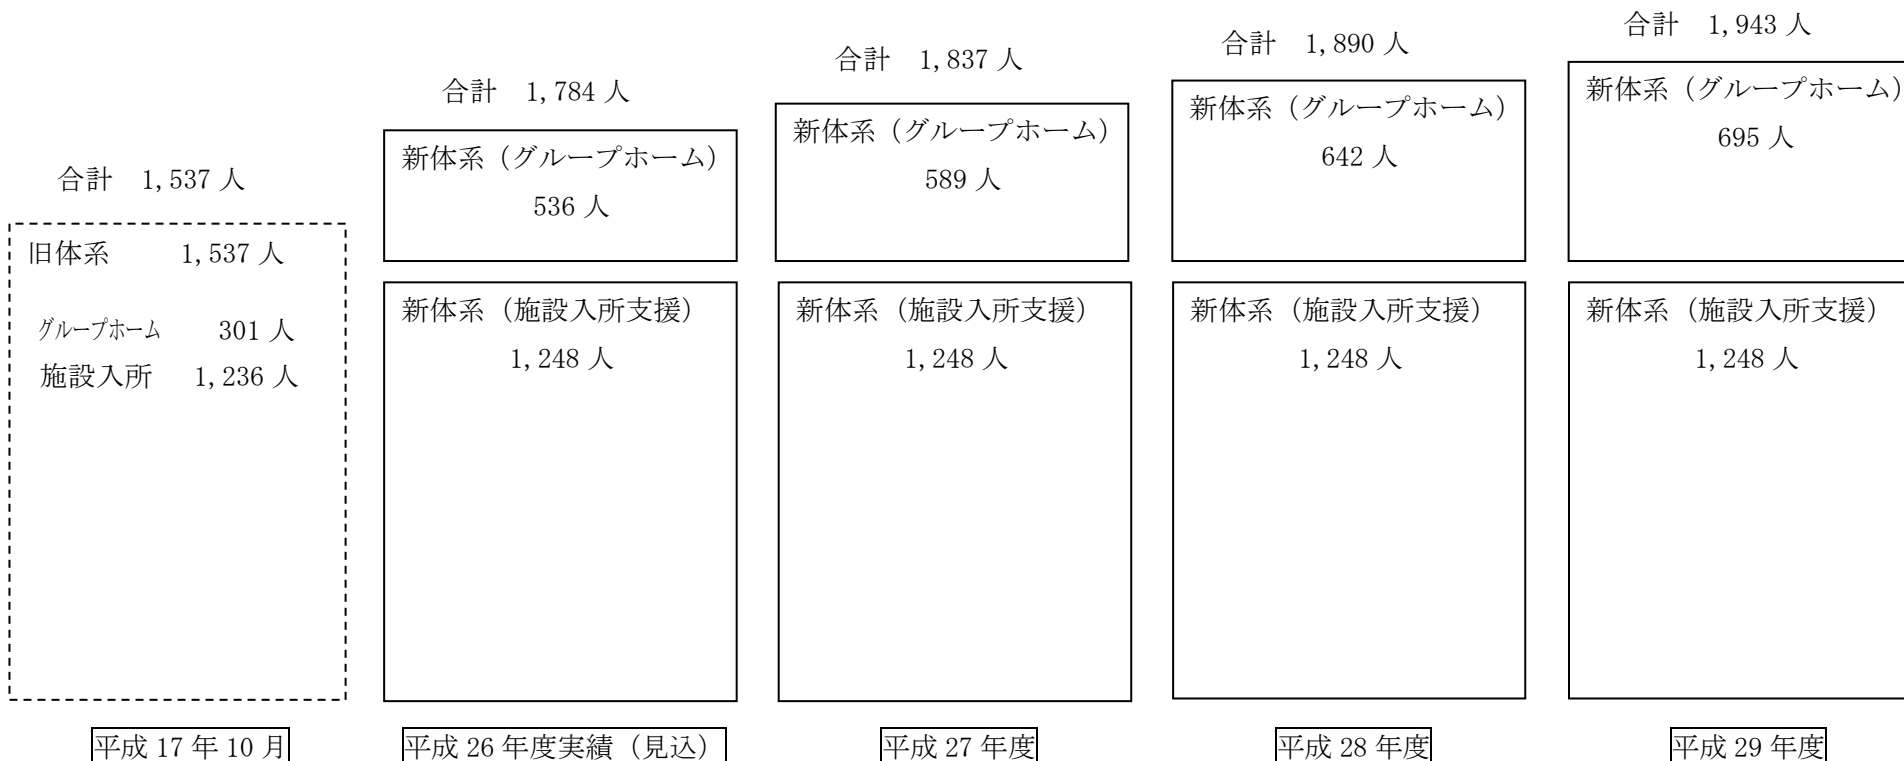 合計　1,537 人
旧体系　1,537 人
グループホーム　301 人
施設入所　1,236 人
平成 17 年 10 月
合計　1,784 人
新体系（グループホーム）
536 人
新体系（施設入所支援）
1,248 人
平成 26 年度実績（見込）
合計　1,837 人
新体系（グループホーム）
589 人
新体系（施設入所支援）
1,248 人
平成 27 年度
合計　1,890 人
新体系（グループホーム）
642 人
新体系（施設入所支援）
1,248 人
平成 28 年度
合計　1,943 人
新体系（グループホーム）
695 人
新体系（施設入所支援）
1,248 人
平成 29 年度